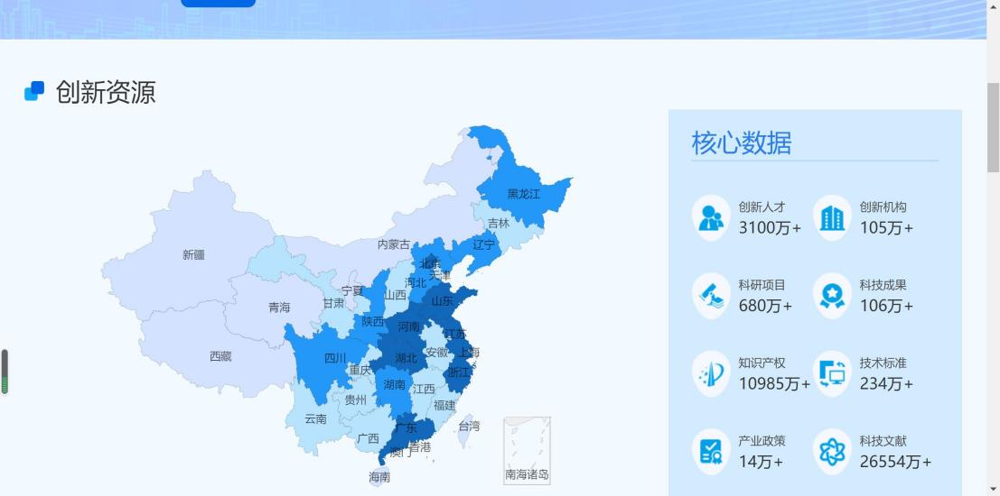 创新资源
黑龙江
吉林
内蒙古
辽宁
新疆
北京
天津
河北
宁夏
山西
青海
甘肃
山东
陕西
河南
江苏
西藏
四川
湖北
安徽
上海
重庆
浙江
湖南
江西
贵州
福建
云南
广东
台湾
广西
香港
澳门
海南
南海诸岛
核心数据
创新人才
3100万+
创新机构
105万+
科研项目
680万+
科技成果
106万+
知识产权
10985万+
技术标准
234万+
产业政策
14万+
科技文献
26554万+